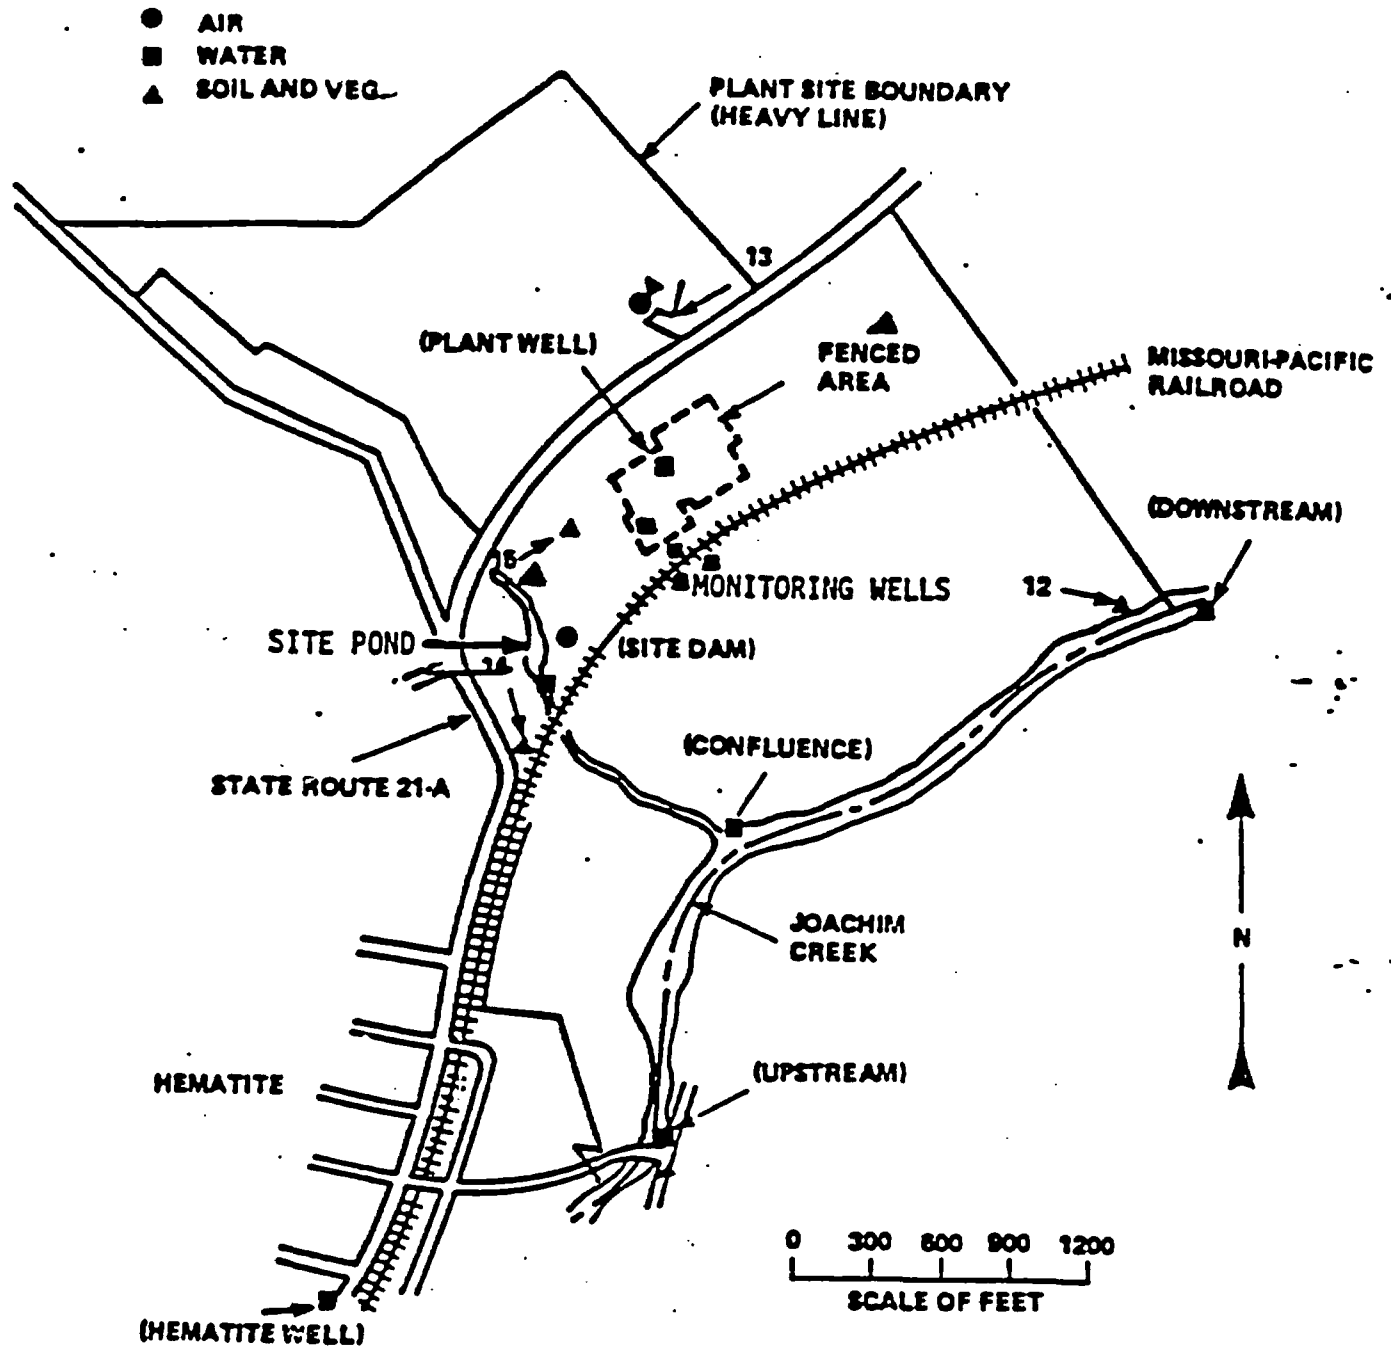 AIR
WATER
SOIL AND VEG.
PLANT SITE BOUNDARY
(HEAVY LINE)
13
(PLANT WELL)
FENCED
AREA
MISSOURI-PACIFIC
RAILROAD
(DOWNSTREAM)
12
MONITORING WELLS
SITE POND
(SITE DAM)
14
(CONFLUENCE)
STATE ROUTE 21-A
JOACHIM
CREEK
N
HEMATITE
(UPSTREAM)
0 300 600 900 1200
SCALE OF FEET
(HEMATITE WELL)